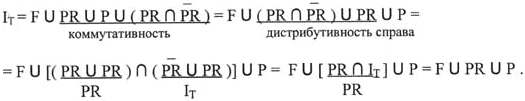 I_T = F ∪ PR ∪ P ∪ (PR ∩ P̅R̅) = F ∪ (PR ∩ P̅R̅) ∪ PR ∪ P =
коммутативность дистрибутивность справа
= F ∪ [(PR ∪ PR) ∩ (P̅R̅ ∪ PR)] ∪ P = F ∪ [PR ∩ I_T] ∪ P = F ∪ PR ∪ P.
PR I_T PR